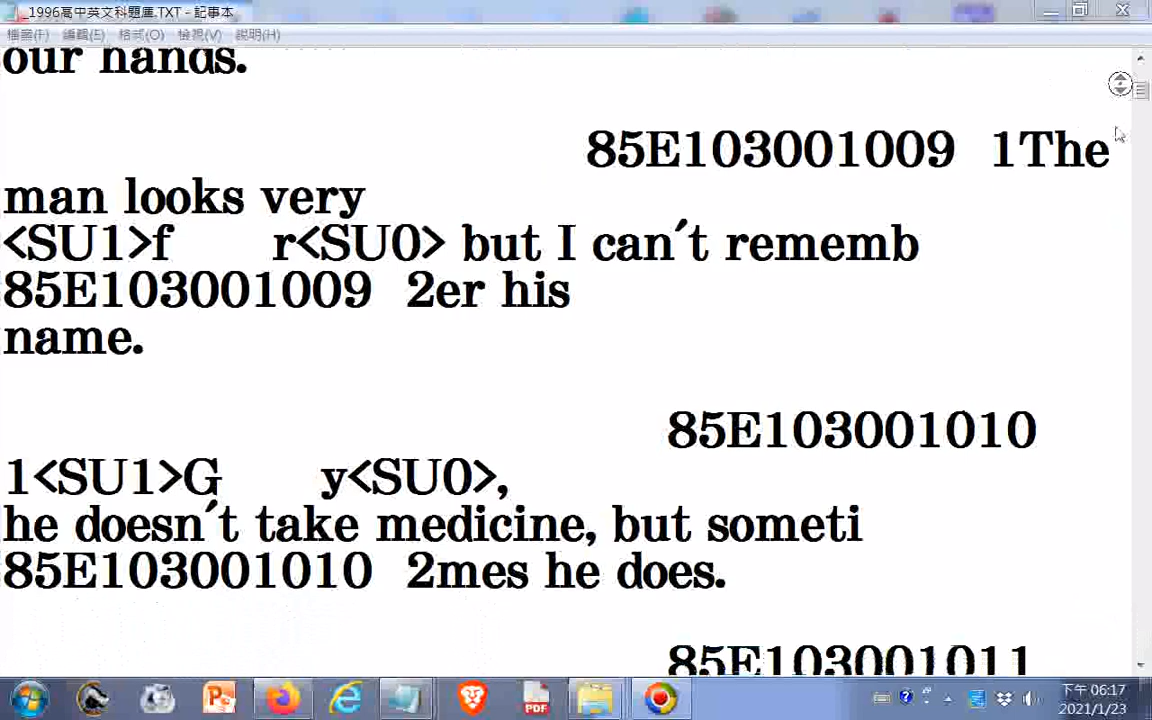 _1996高中英文科題庫.TXT - 記事本
檔案(F) 編輯(E) 格式(O) 檢視(V) 說明(H)
our hands.
85E103001009 1The
man looks very
<SU1>f r<SU0> but I can't rememb
85E103001009 2er his
name.
85E103001010
1<SU1>G y<SU0>,
he doesn't take medicine, but someti
85E103001010 2mes he does.
85E103001011
PDF
下午 06:17
2021/1/23